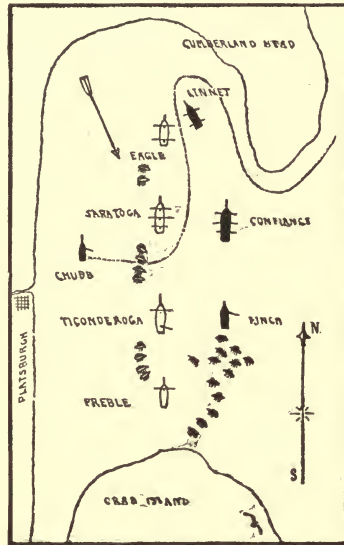 CUMBERLAND HEAD
LINNET
EAGLE
SARATOGA
CONFIANCE
CHUBB
TICONDEROGA
FINCH
N.
PLATSBURGH
PREBLE
S
CRAB ISLAND